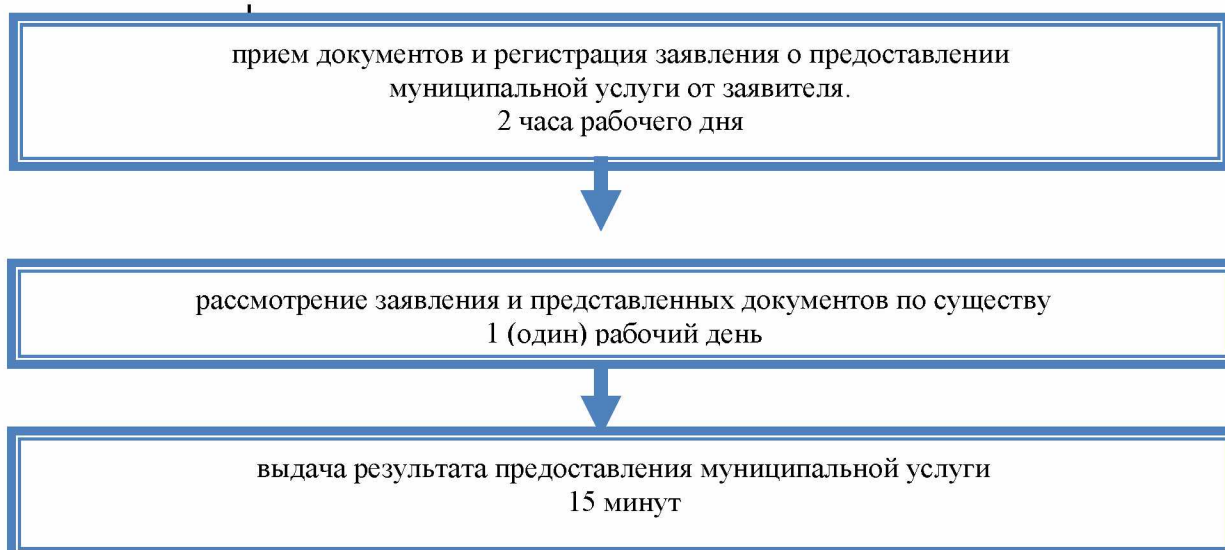 прием документов и регистрация заявления о предоставлении
муниципальной услуги от заявителя.
2 часа рабочего дня
рассмотрение заявления и представленных документов по существу
1 (один) рабочий день
выдача результата предоставления муниципальной услуги
15 минут